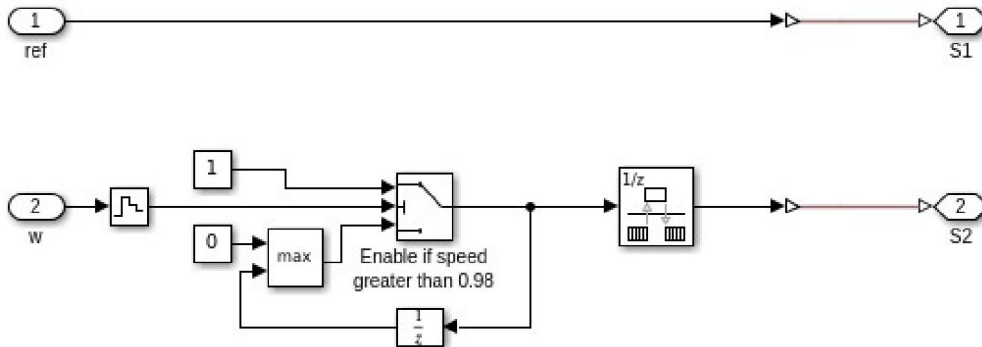 1
ref
1
S1
1
2
w
0
max
Enable if speed
greater than 0.98
1
z
1/z
2
S2